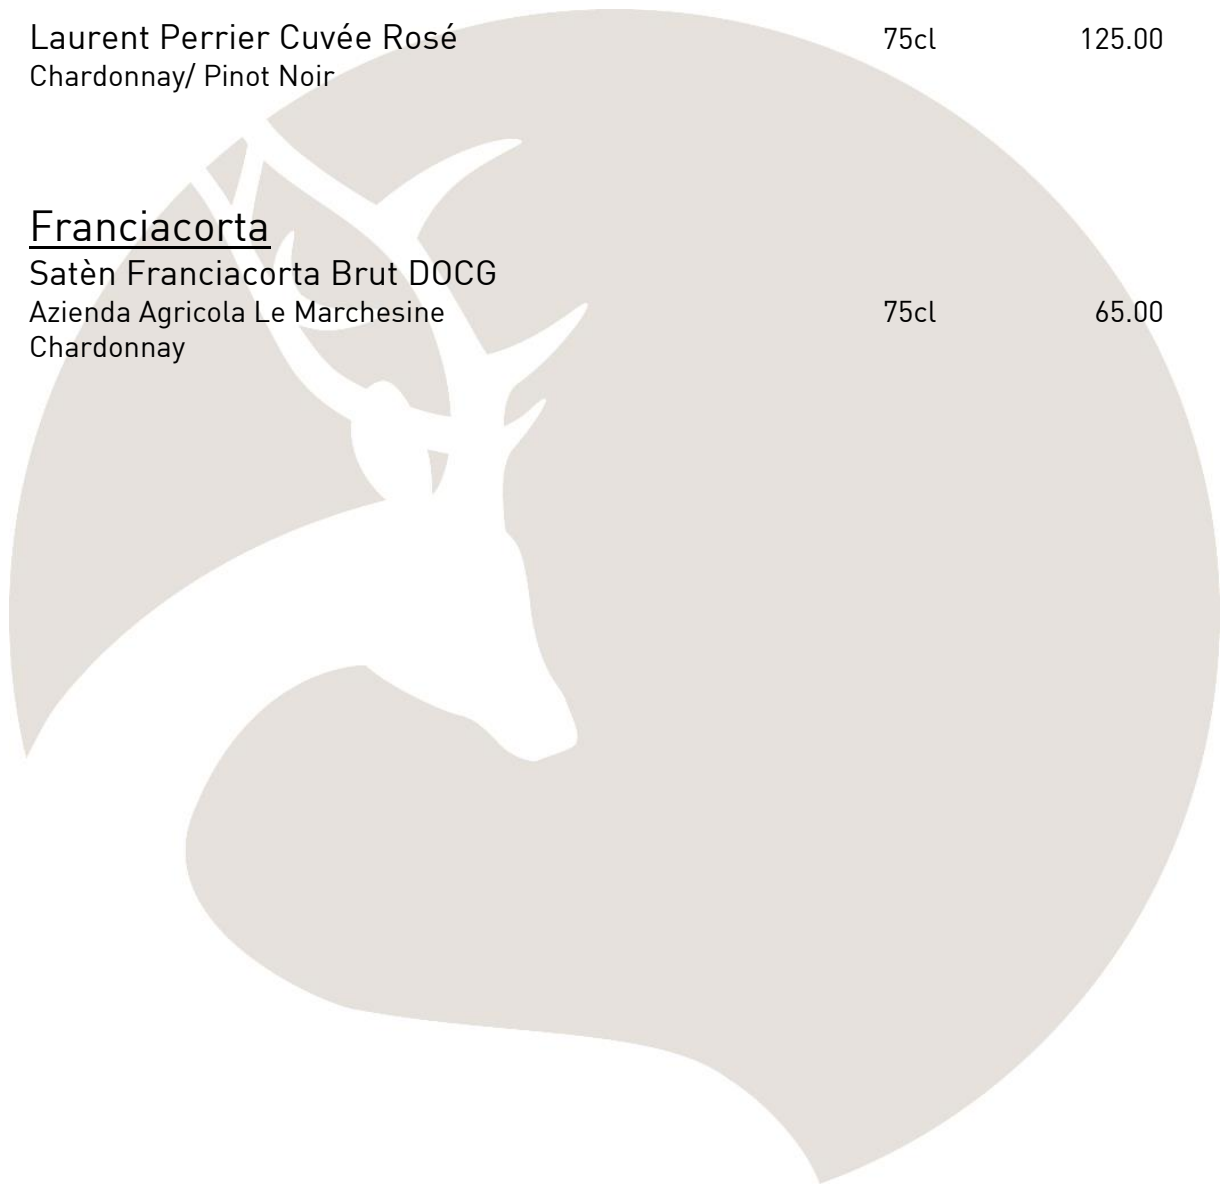 Laurent Perrier Cuvée Rosé 75cl 125.00
Chardonnay/ Pinot Noir
Franciacorta
Satèn Franciacorta Brut DOCG
Azienda Agricola Le Marchesine 75cl 65.00
Chardonnay